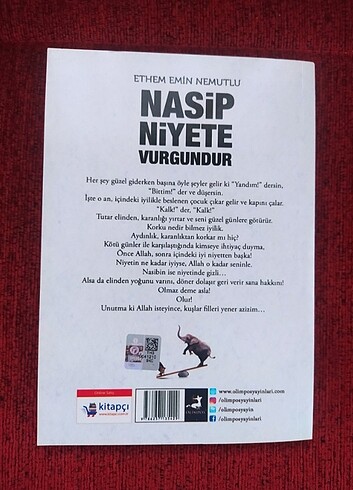 ETHEM EMİN NEMUTLU
NASİP
NİYETE
VURGUNDUR
Her şey güzel giderken başına öyle şeyler gelir ki "Yandım!" dersin,
"Bittim!" der ve düşersin.
İşte o an, içindeki iyilikle beslenen çocuk çıkar gelir ve kapını çalar.
"Kalk!" der, "Kalk!"
Tutar elinden, karanlığı yırtar ve seni güzel günlere götürür.
Korku nedir bilmez iyilik.
Aydınlık, karanlıktan korkar mı hiç?
Kötü günler ile karşılaştığında kimseye ihtiyaç duyma,
Önce Allah, sonra içindeki iyi niyetten başka!
Niyetin ne kadar iyiyse, Allah o kadar seninle.
Nasibin ise niyetinde gizli…
Alsa da elinden yoğunu varını, döner dolaşır geri verir sana hakkını!
Olmaz deme asla!
Olur!
Unutma ki Allah isteyince, kuşlar filleri yener azizim…
kitapçı
OLİMPOS
www.olimposyayinlari.com
/olimposyayinlari
/olimposyayin
/olimposyayinlari